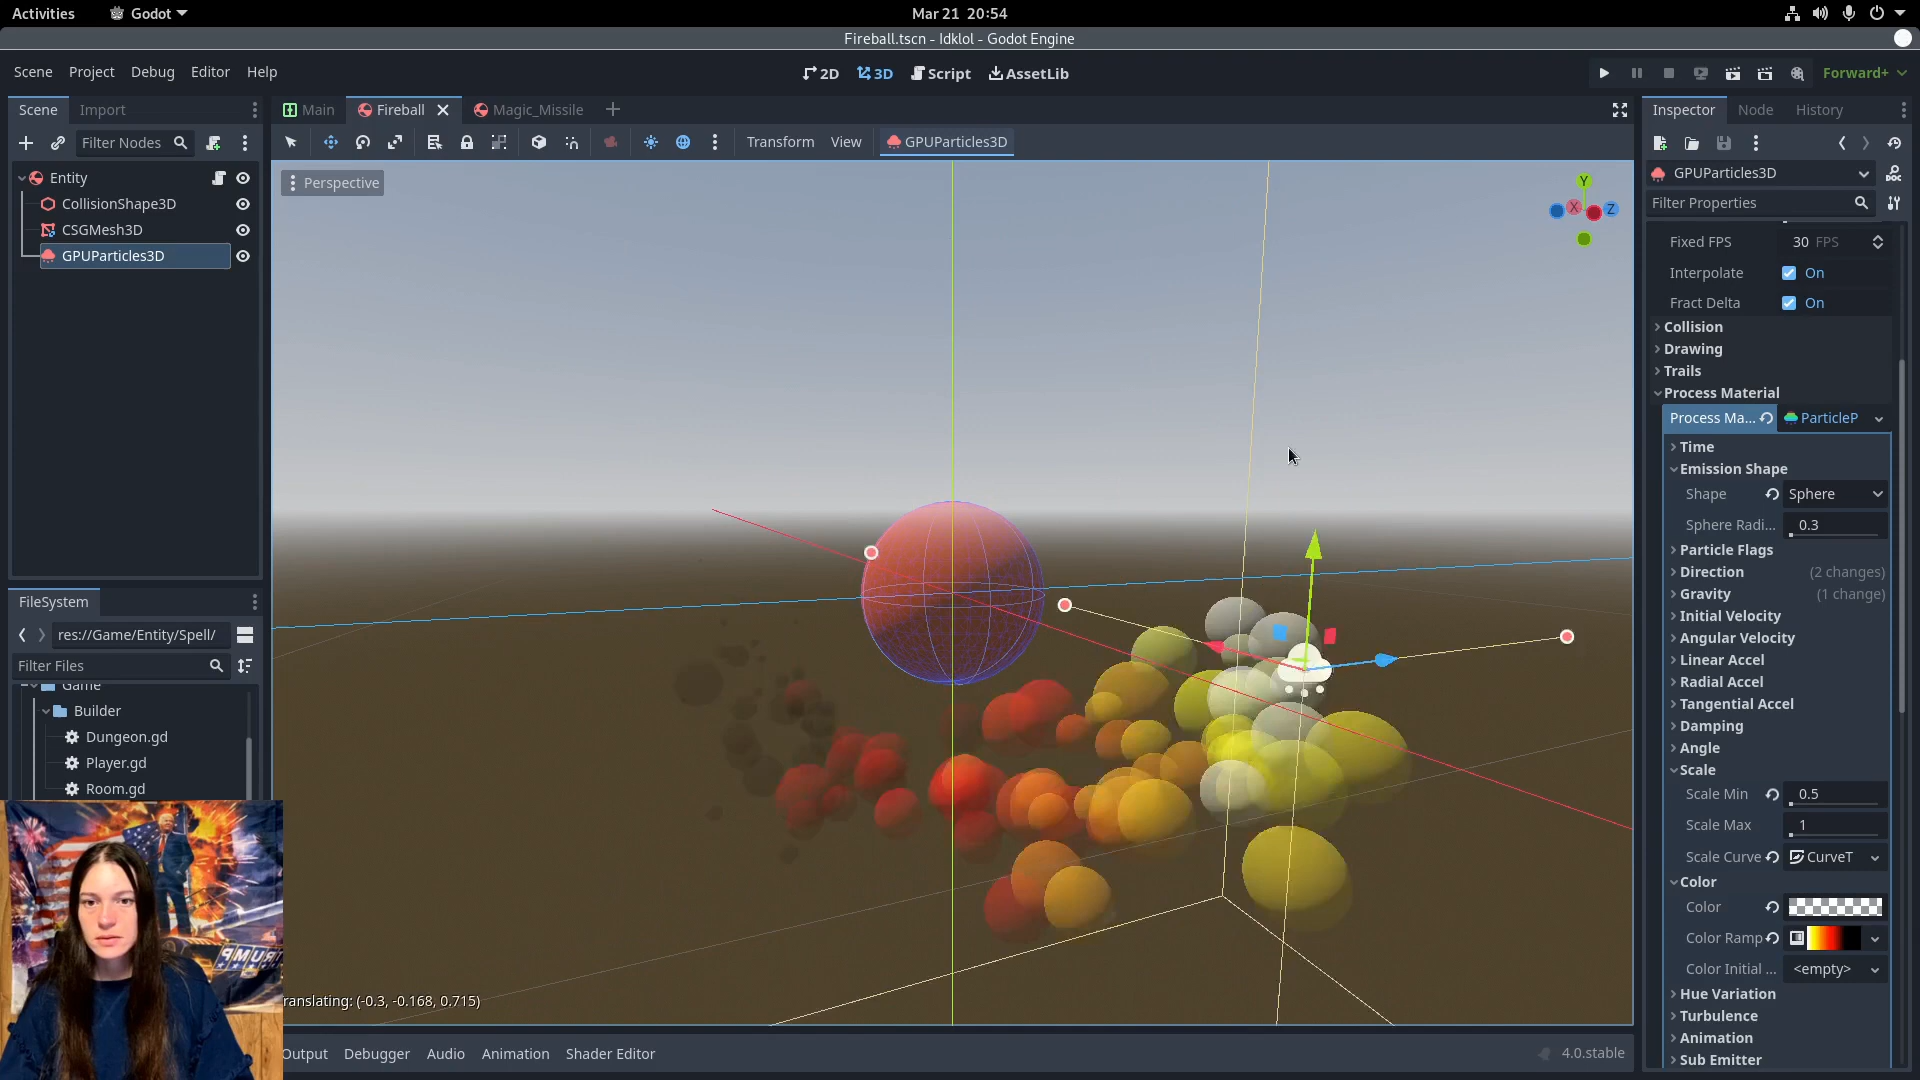 Activities Godot Mar 21 20:54
Fireball.tscn - Idklol - Godot Engine
Scene Project Debug Editor Help 2D 3D Script AssetLib Forward+
Scene Import
Filter Nodes
Entity
CollisionShape3D
CSGMesh3D
GPUParticles3D
FileSystem
res://Game/Entity/Spell/
Filter Files
Game
Builder
Dungeon.gd
Player.gd
Room.gd
TRUMP
Main Fireball Magic_Missile
Transform View GPUParticles3D
Perspective
Y
X Z
ranslating: (-0.3, -0.168, 0.715)
Output Debugger Audio Animation Shader Editor 4.0.stable
Inspector Node History
GPUParticles3D
Filter Properties
Fixed FPS 30 FPS
Interpolate On
Fract Delta On
Collision
Drawing
Trails
Process Material
Process Ma... ParticleP
Time
Emission Shape
Shape Sphere
Sphere Radi... 0.3
Particle Flags
Direction (2 changes)
Gravity (1 change)
Initial Velocity
Angular Velocity
Linear Accel
Radial Accel
Tangential Accel
Damping
Angle
Scale
Scale Min 0.5
Scale Max 1
Scale Curve CurveT
Color
Color
Color Ramp
Color Initial ... <empty>
Hue Variation
Turbulence
Animation
Sub Emitter